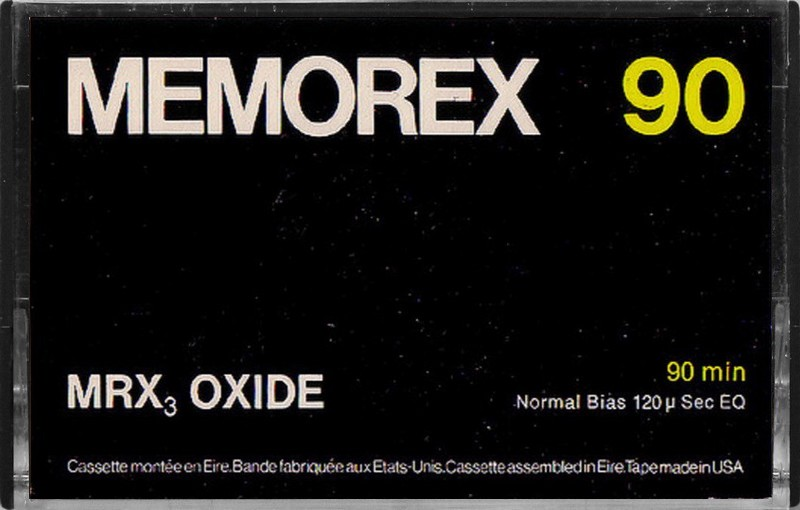 MEMOREX 90
MRX₃ OXIDE
90 min
Normal Bias 120 µ Sec EQ
Cassette montée en Eire. Bande fabriquée aux Etats-Unis. Cassette assembled in Eire. Tape made in USA